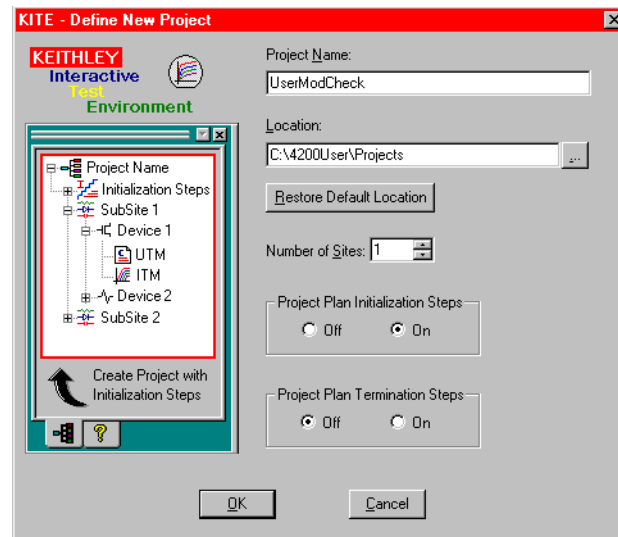 KITE - Define New Project
KEITHLEY
Interactive
Test
Environment
Project Name
Initialization Steps
SubSite 1
Device 1
UTM
ITM
Device 2
SubSite 2
Create Project with
Initialization Steps
Project Name:
UserModCheck
Location:
C:\4200User\Projects
...
Restore Default Location
Number of Sites: 1
Project Plan Initialization Steps
Off On
Project Plan Termination Steps
Off On
OK Cancel